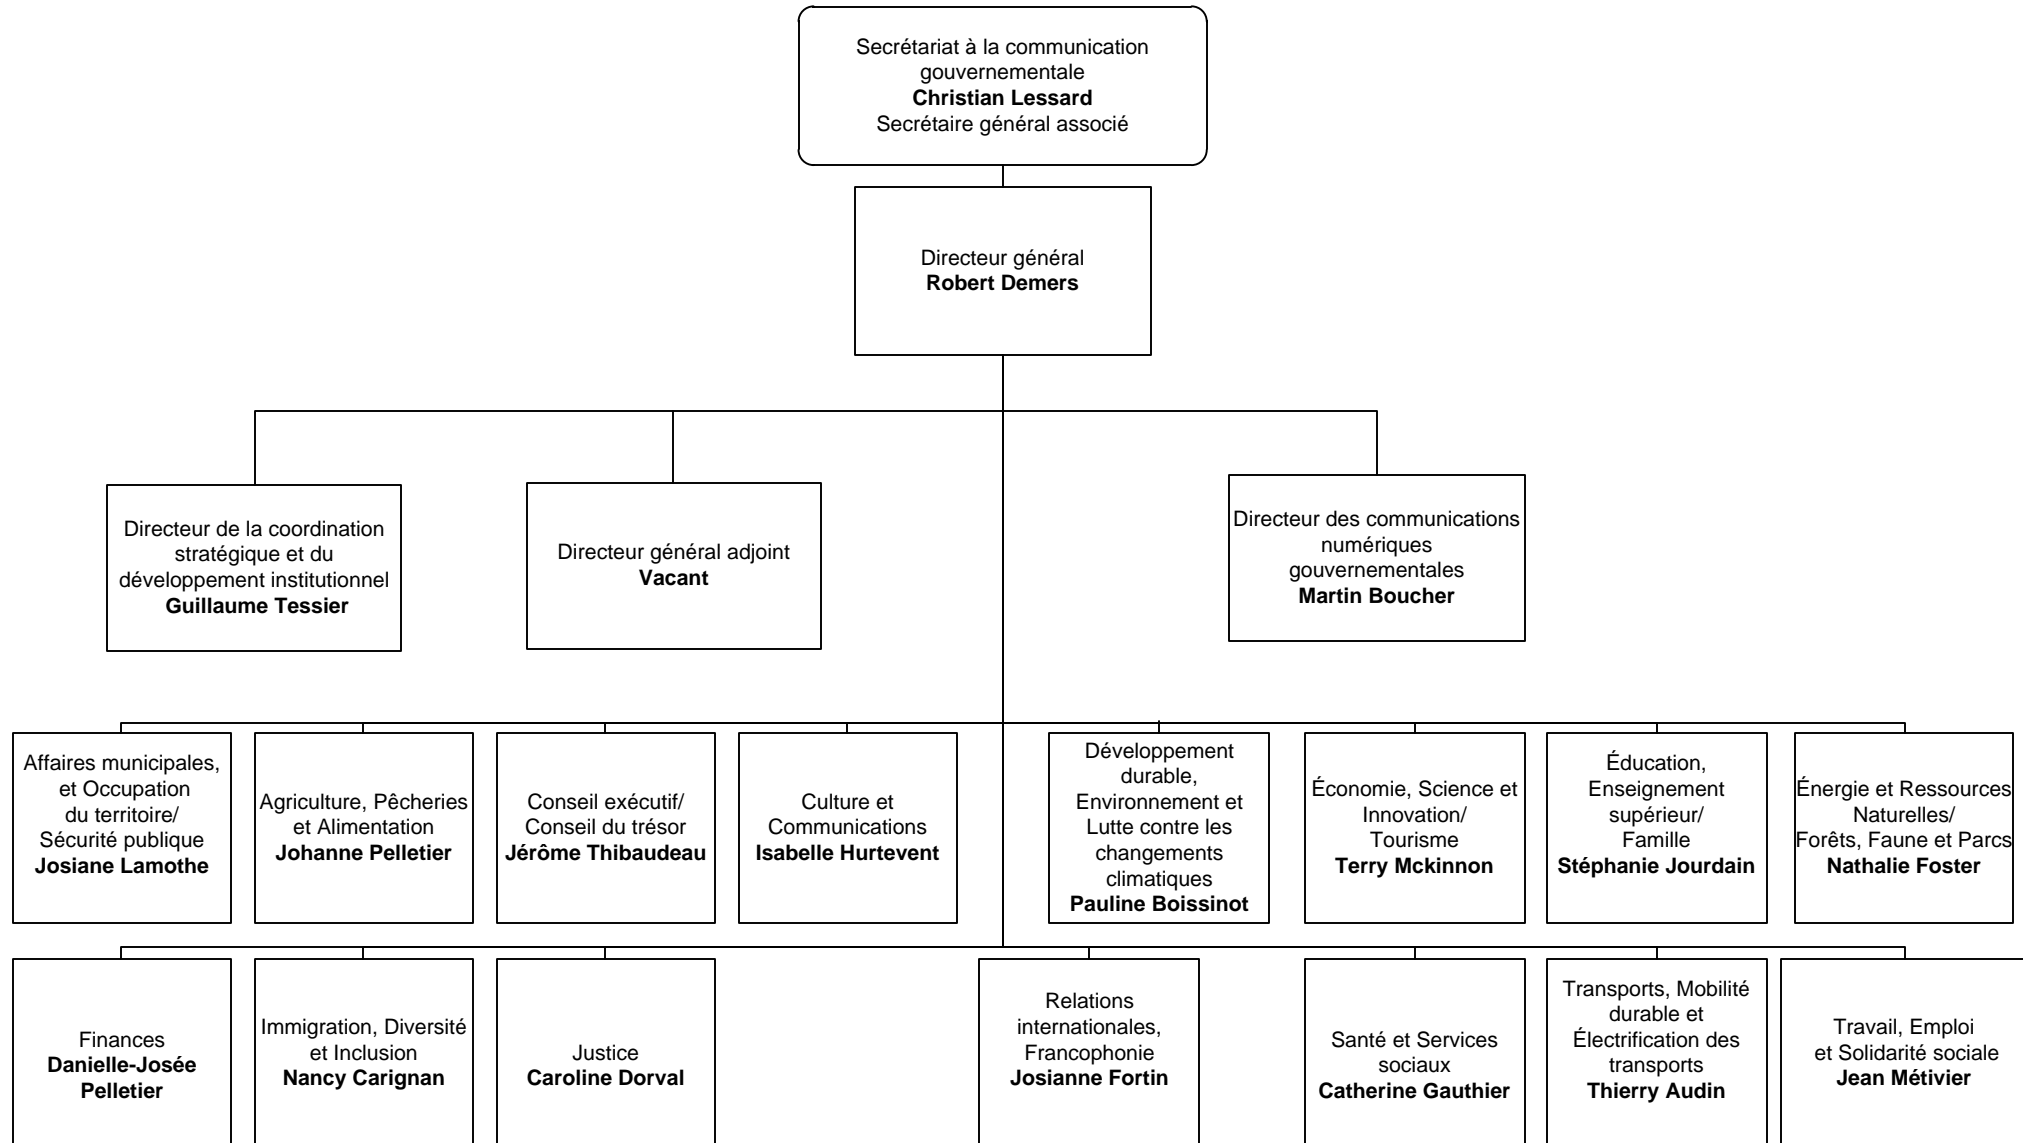 Secrétariat à la communication
gouvernementale
Christian Lessard
Secrétaire général associé
Directeur général
Robert Demers
Directeur de la coordination
stratégique et du
développement institutionnel
Guillaume Tessier
Directeur général adjoint
Vacant
Directeur des communications
numériques
gouvernementales
Martin Boucher
Affaires municipales,
et Occupation
du territoire/
Sécurité publique
Josiane Lamothe
Agriculture, Pêcheries
et Alimentation
Johanne Pelletier
Conseil exécutif/
Conseil du trésor
Jérôme Thibaudeau
Culture et
Communications
Isabelle Hurtevent
Développement
durable,
Environnement et
Lutte contre les
changements
climatiques
Pauline Boissinot
Économie, Science et
Innovation/
Tourisme
Terry Mckinnon
Éducation,
Enseignement
supérieur/
Famille
Stéphanie Jourdain
Énergie et Ressources
Naturelles/
Forêts, Faune et Parcs
Nathalie Foster
Finances
Danielle-Josée
Pelletier
Immigration, Diversité
et Inclusion
Nancy Carignan
Justice
Caroline Dorval
Relations
internationales,
Francophonie
Josianne Fortin
Santé et Services
sociaux
Catherine Gauthier
Transports, Mobilité
durable et
Électrification des
transports
Thierry Audin
Travail, Emploi
et Solidarité sociale
Jean Métivier